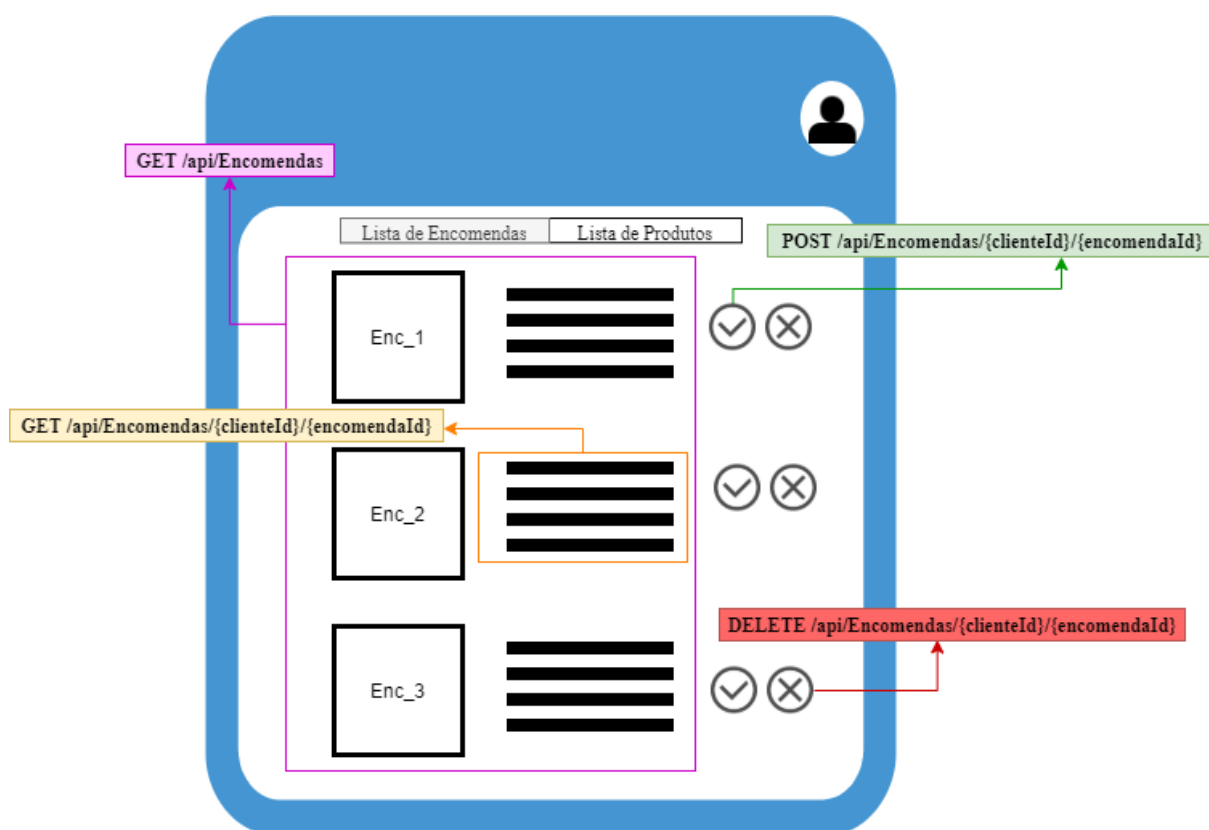 GET /api/Encomendas
Lista de Encomendas
Lista de Produtos
POST /api/Encomendas/{clienteId}/{encomendaId}
Enc_1
GET /api/Encomendas/{clienteId}/{encomendaId}
Enc_2
DELETE /api/Encomendas/{clienteId}/{encomendaId}
Enc_3